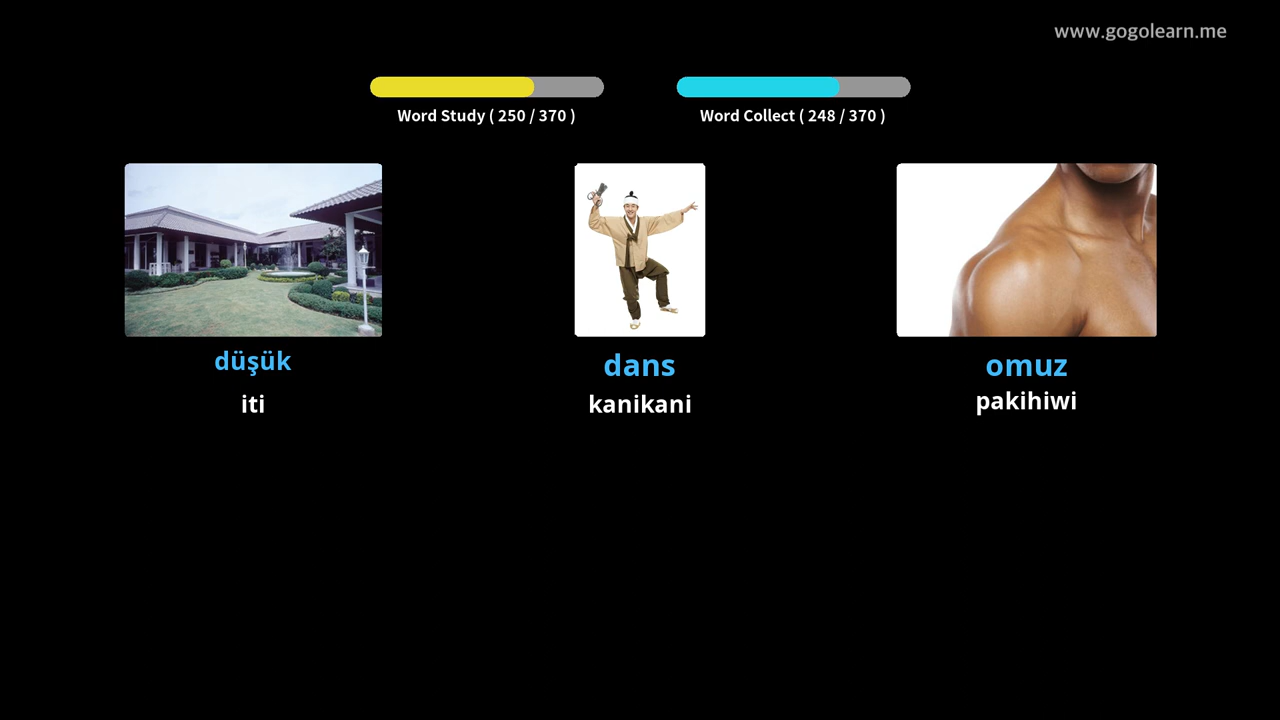 www.gogolearn.me
Word Study ( 250 / 370 )
Word Collect ( 248 / 370 )
düşük
iti
dans
kanikani
omuz
pakihiwi